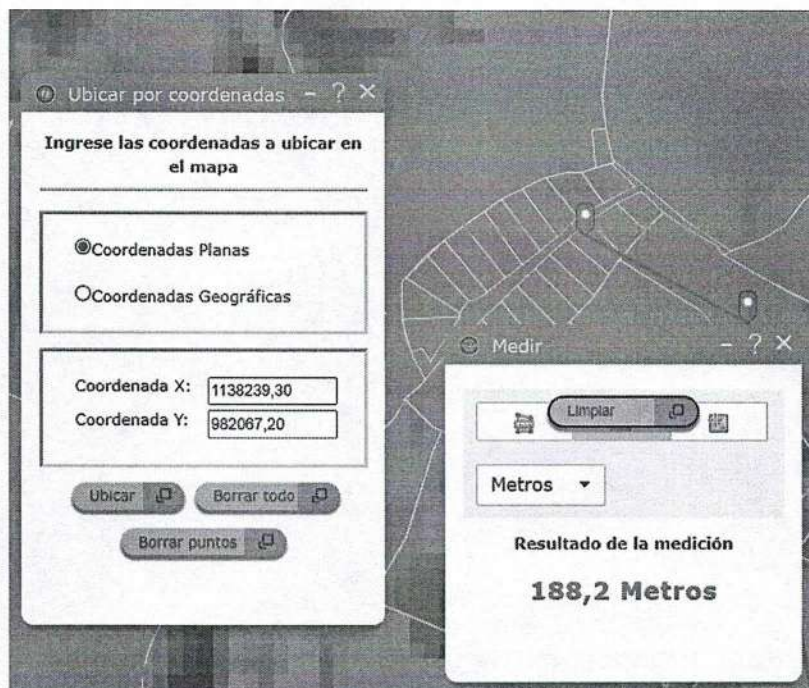 Ubicar por coordenadas - ? ×
Ingrese las coordenadas a ubicar en
el mapa
Coordenadas Planas
Coordenadas Geográficas
Coordenada X: 1138239,30
Coordenada Y: 982067,20
Ubicar
Borrar todo
Borrar puntos
Medir - ? ×
Limpiar
Metros
Resultado de la medición
188,2 Metros